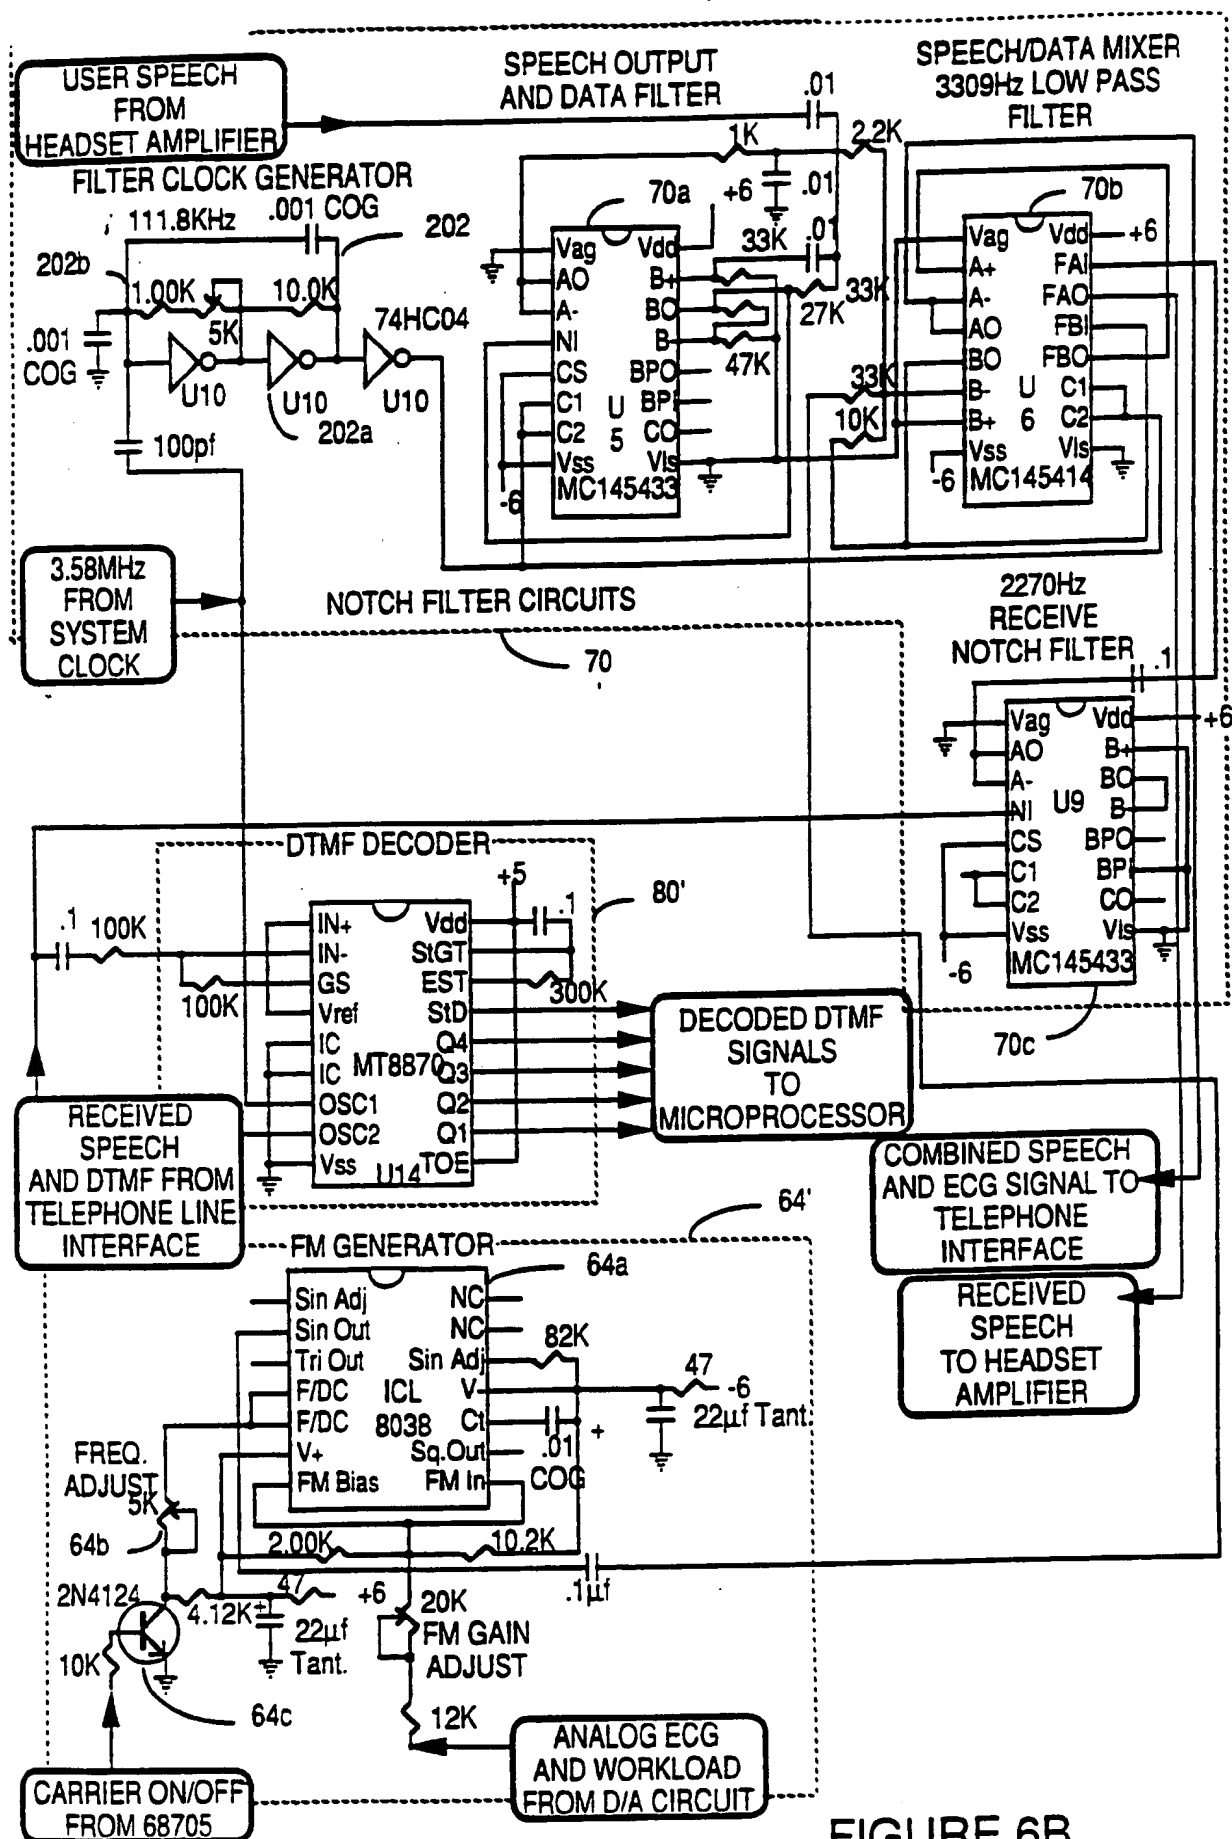 USER SPEECH
FROM
HEADSET AMPLIFIER
SPEECH OUTPUT
AND DATA FILTER
SPEECH/DATA MIXER
3309Hz LOW PASS
FILTER
.01
1K
2.2K
FILTER CLOCK GENERATOR
111.8KHz
.001 COG
202
202b
1.00K
5K
10.0K
74HC04
.001
COG
U10
U10
U10
202a
100pf
70a
+6
.01
33K
.01
33K
27K
47K
33K
10K
Vag
AO
A-
NI
CS
C1
C2
Vss
Vdd
B+
BO
B-
BPO
BPI
CO
Vls
U
5
MC145433
-6
70b
Vag
A+
A-
AO
BO
B-
B+
Vss
Vdd
FAI
FAO
FBI
FBO
C1
C2
Vls
U
6
MC145414
+6
-6
3.58MHz
FROM
SYSTEM
CLOCK
NOTCH FILTER CIRCUITS
70
2270Hz
RECEIVE
NOTCH FILTER
.1
Vag
AO
A-
NI
CS
C1
C2
Vss
Vdd
B+
BO
B-
BPO
BPI
CO
Vls
U9
MC145433
+6
-6
70c
DTMF DECODER
+5
80'
.1
100K
100K
.1
300K
IN+
IN-
GS
Vref
IC
IC
OSC1
OSC2
Vss
Vdd
StGT
EST
StD
Q4
Q3
Q2
Q1
TOE
MT8870
U14
DECODED DTMF
SIGNALS
TO
MICROPROCESSOR
RECEIVED
SPEECH
AND DTMF FROM
TELEPHONE LINE
INTERFACE
COMBINED SPEECH
AND ECG SIGNAL TO
TELEPHONE
INTERFACE
RECEIVED
SPEECH
TO HEADSET
AMPLIFIER
64'
FM GENERATOR
64a
Sin Adj
Sin Out
Tri Out
F/DC
F/DC
V+
FM Bias
NC
NC
Sin Adj
V-
Ct
Sq.Out
FM In
ICL
8038
82K
47
-6
22µf Tant.
.01
COG
+
FREQ.
ADJUST
5K
64b
2.00K
10.2K
2N4124
4.12K
+
47
+6
22µf
Tant.
.1µf
20K
FM GAIN
ADJUST
10K
64c
12K
ANALOG ECG
AND WORKLOAD
FROM D/A CIRCUIT
CARRIER ON/OFF
FROM 68705
FIGURE 6B